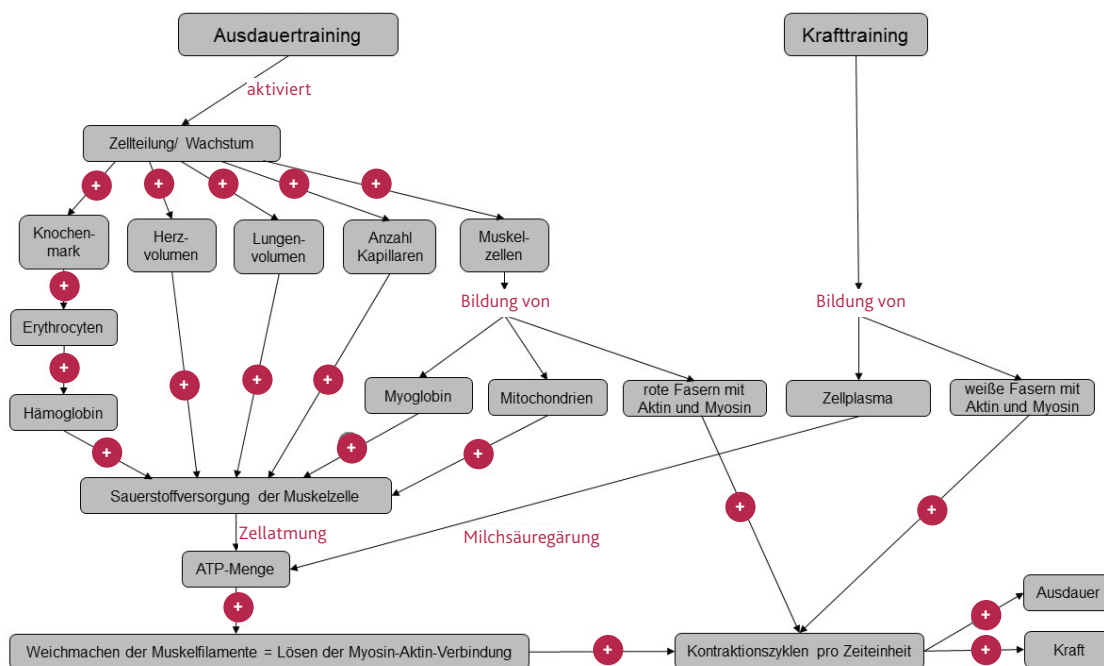 Ausdauertraining
Krafttraining
aktiviert
Zellteilung/ Wachstum
+
+
+
+
+
Knochen-
mark
Herz-
volumen
Lungen-
volumen
Anzahl
Kapillaren
Muskel-
zellen
+
Bildung von
Bildung von
Erythrocyten
+
+
+
+
Hämoglobin
Myoglobin
Mitochondrien
rote Fasern mit
Aktin und Myosin
Zellplasma
weiße Fasern mit
Aktin und Myosin
+
+
+
Sauerstoffversorgung der Muskelzelle
+
+
Zellatmung
Milchsäuregärung
ATP-Menge
+
Ausdauer
+
Weichmachen der Muskelfilamente = Lösen der Myosin-Aktin-Verbindung
+
Kontraktionszyklen pro Zeiteinheit
+
Kraft